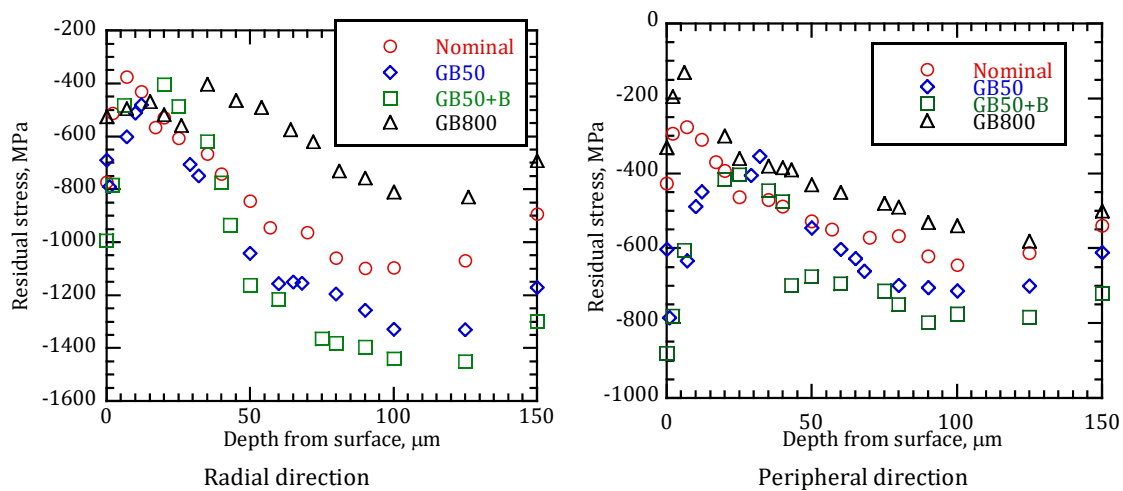 -200
-400
-600
-800
-1000
-1200
-1400
-1600
Residual stress, MPa
0
50
100
150
Depth from surface, μm
Nominal
GB50
GB50+B
GB800
Radial direction
0
-200
-400
-600
-800
-1000
Residual stress, MPa
0
50
100
150
Depth from surface, μm
Nominal
GB50
GB50+B
GB800
Peripheral direction